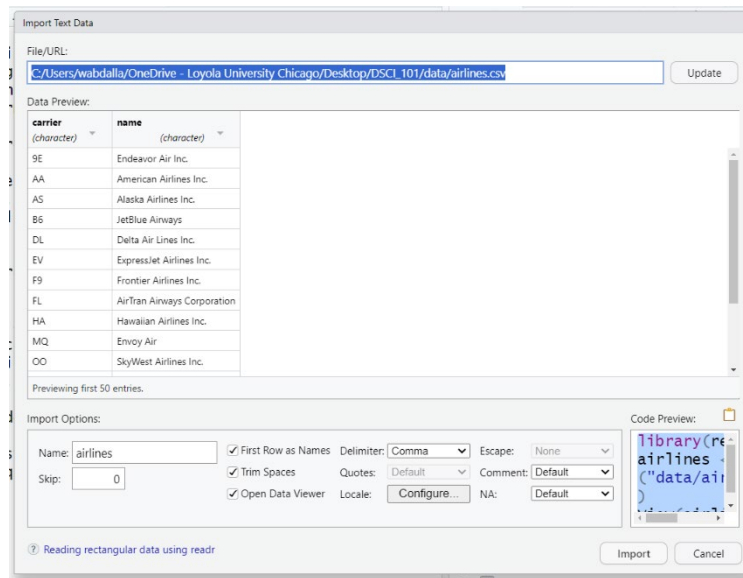 Import Text Data
File/URL:
C:/Users/wabdalla/OneDrive - Loyola University Chicago/Desktop/DSCI_101/data/airlines.csv
Update
Data Preview:
carrier name
(character) (character)
9E Endeavor Air Inc.
AA American Airlines Inc.
AS Alaska Airlines Inc.
B6 JetBlue Airways
DL Delta Air Lines Inc.
EV ExpressJet Airlines Inc.
F9 Frontier Airlines Inc.
FL AirTran Airways Corporation
HA Hawaiian Airlines Inc.
MQ Envoy Air
OO SkyWest Airlines Inc.
Previewing first 50 entries.
Import Options:
Name: airlines
Skip: 0
First Row as Names
Trim Spaces
Open Data Viewer
Delimiter: Comma
Quotes: Default
Locale: Configure...
Escape: None
Comment: Default
NA: Default
Code Preview:
library(re
airlines
("data/air
)
? Reading rectangular data using readr
Import Cancel